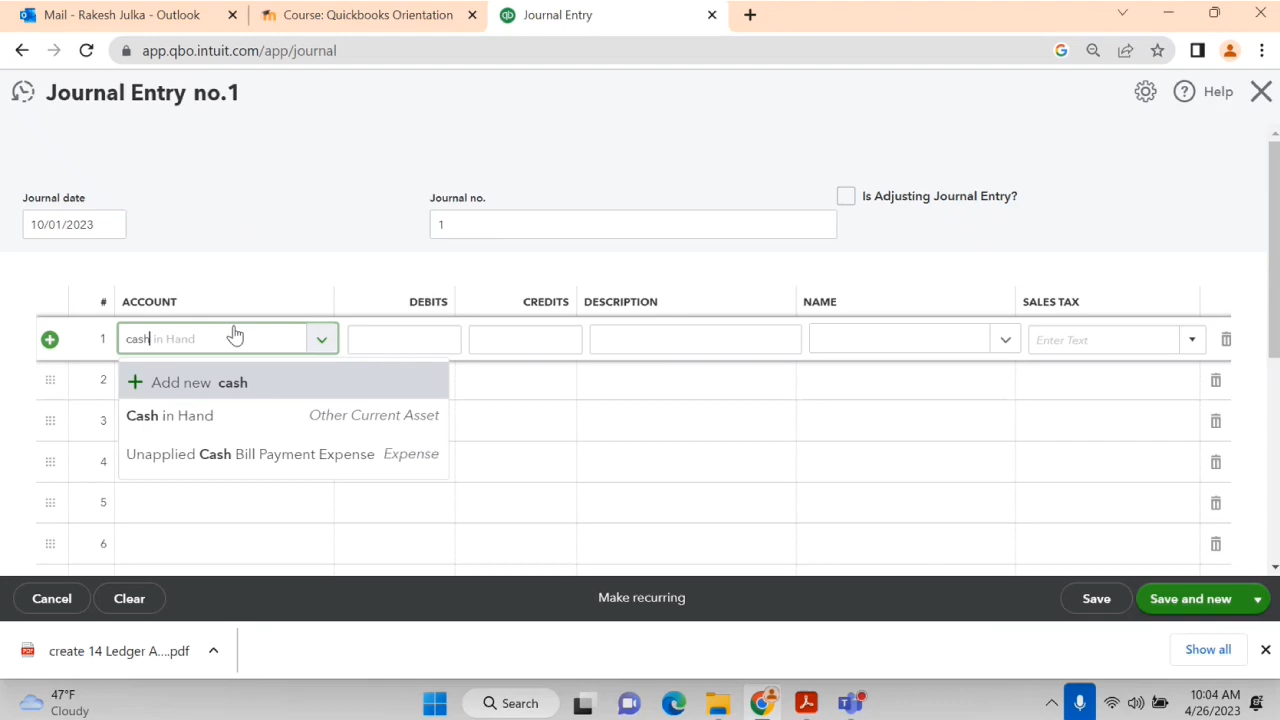 Mail - Rakesh Julka - Outlook
Course: Quickbooks Orientation
qb Journal Entry
app.qbo.intuit.com/app/journal
Journal Entry no.1
Help
Journal date
Journal no.
Is Adjusting Journal Entry?
10/01/2023
1
# ACCOUNT DEBITS CREDITS DESCRIPTION NAME SALES TAX
1 cash in Hand Enter Text
2 Add new cash
3 Cash in Hand Other Current Asset
4 Unapplied Cash Bill Payment Expense Expense
5
6
Cancel Clear Make recurring Save Save and new
PDF create 14 Ledger A....pdf Show all
47°F
Cloudy
Search
10:04 AM
4/26/2023